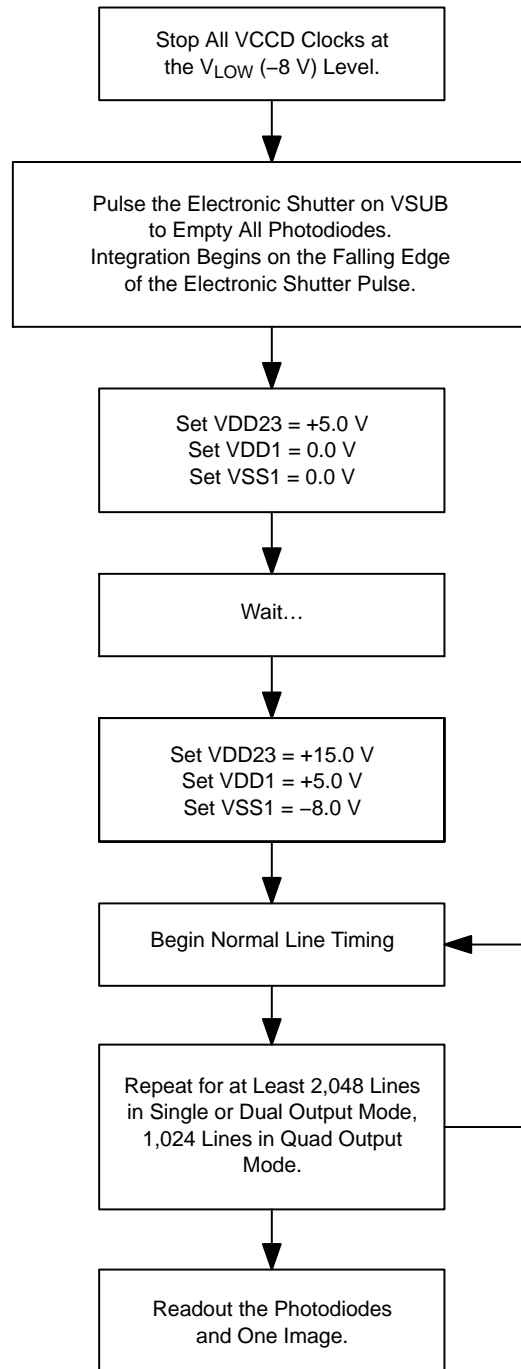 Stop All VCCD Clocks at
the VLOW (−8 V) Level.
Pulse the Electronic Shutter on VSUB
to Empty All Photodiodes.
Integration Begins on the Falling Edge
of the Electronic Shutter Pulse.
Set VDD23 = +5.0 V
Set VDD1 = 0.0 V
Set VSS1 = 0.0 V
Wait…
Set VDD23 = +15.0 V
Set VDD1 = +5.0 V
Set VSS1 = −8.0 V
Begin Normal Line Timing
Repeat for at Least 2,048 Lines
in Single or Dual Output Mode,
1,024 Lines in Quad Output
Mode.
Readout the Photodiodes
and One Image.